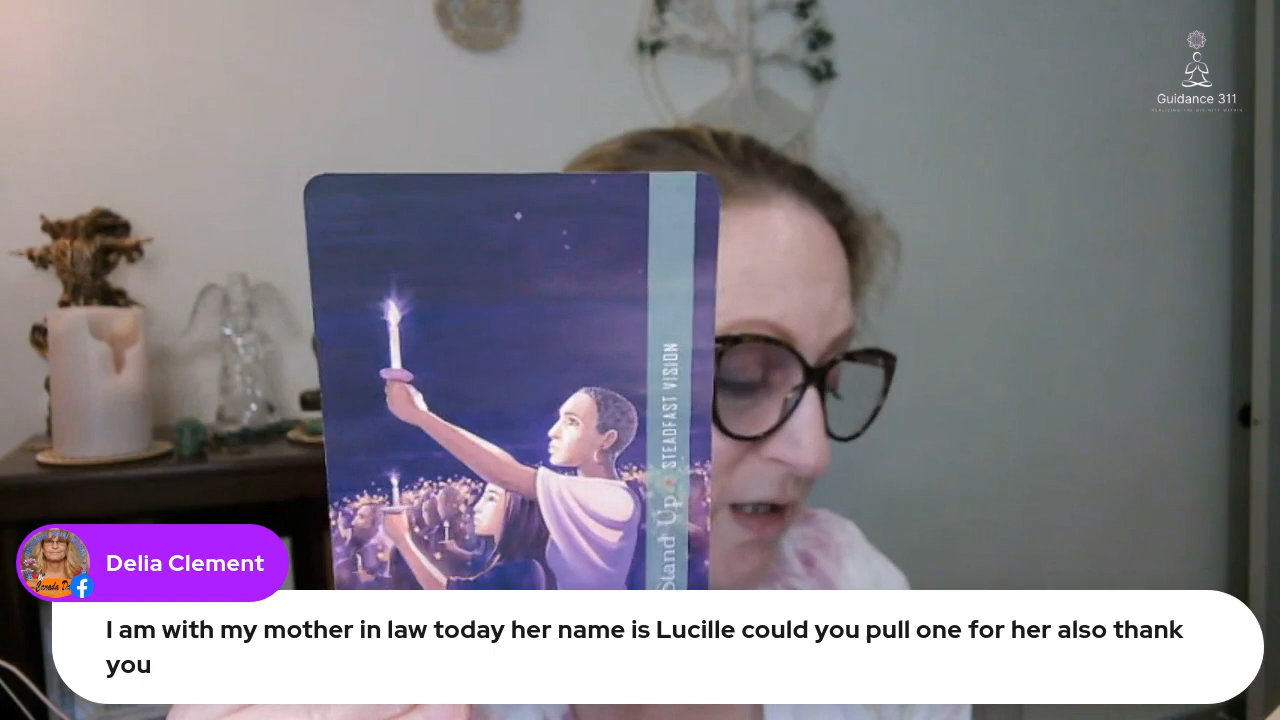 Guidance 311
STEADFAST VISION
Stand Up
Delia Clement
I am with my mother in law today her name is Lucille could you pull one for her also thank
you